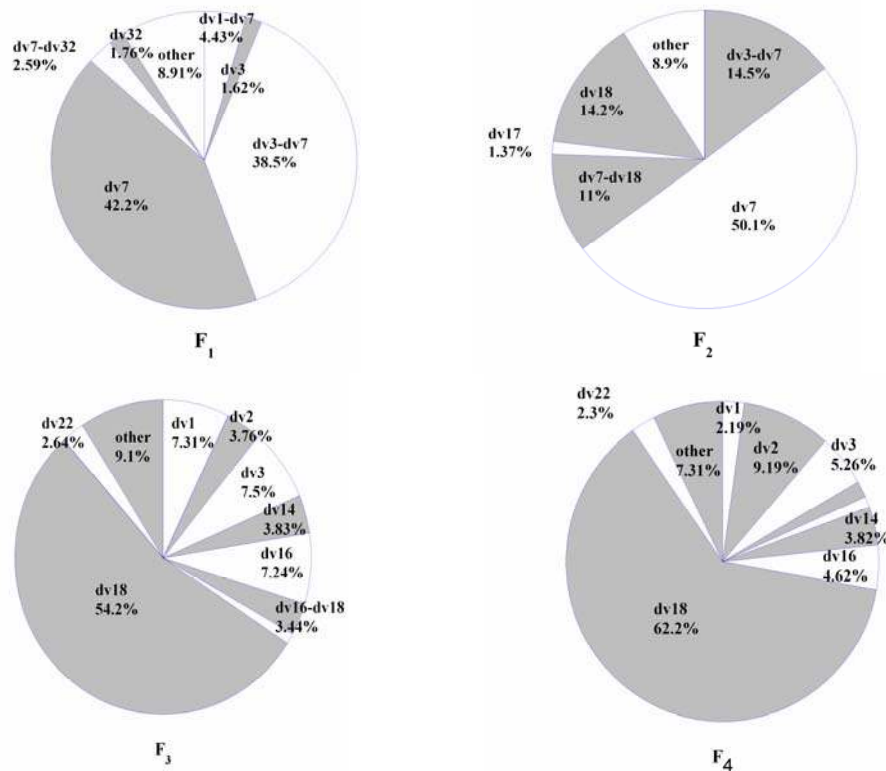 dv1-dv7
4.43%
dv32
1.76%
other
8.91%
dv7-dv32
2.59%
dv3
1.62%
dv3-dv7
38.5%
dv7
42.2%
F1
other
8.9%
dv3-dv7
14.5%
dv18
14.2%
dv17
1.37%
dv7-dv18
11%
dv7
50.1%
F2
dv22
2.64%
other
9.1%
dv1
7.31%
dv2
3.76%
dv3
7.5%
dv14
3.83%
dv16
7.24%
dv16-dv18
3.44%
dv18
54.2%
F3
dv22
2.3%
other
7.31%
dv1
2.19%
dv2
9.19%
dv3
5.26%
dv14
3.82%
dv16
4.62%
dv18
62.2%
F4